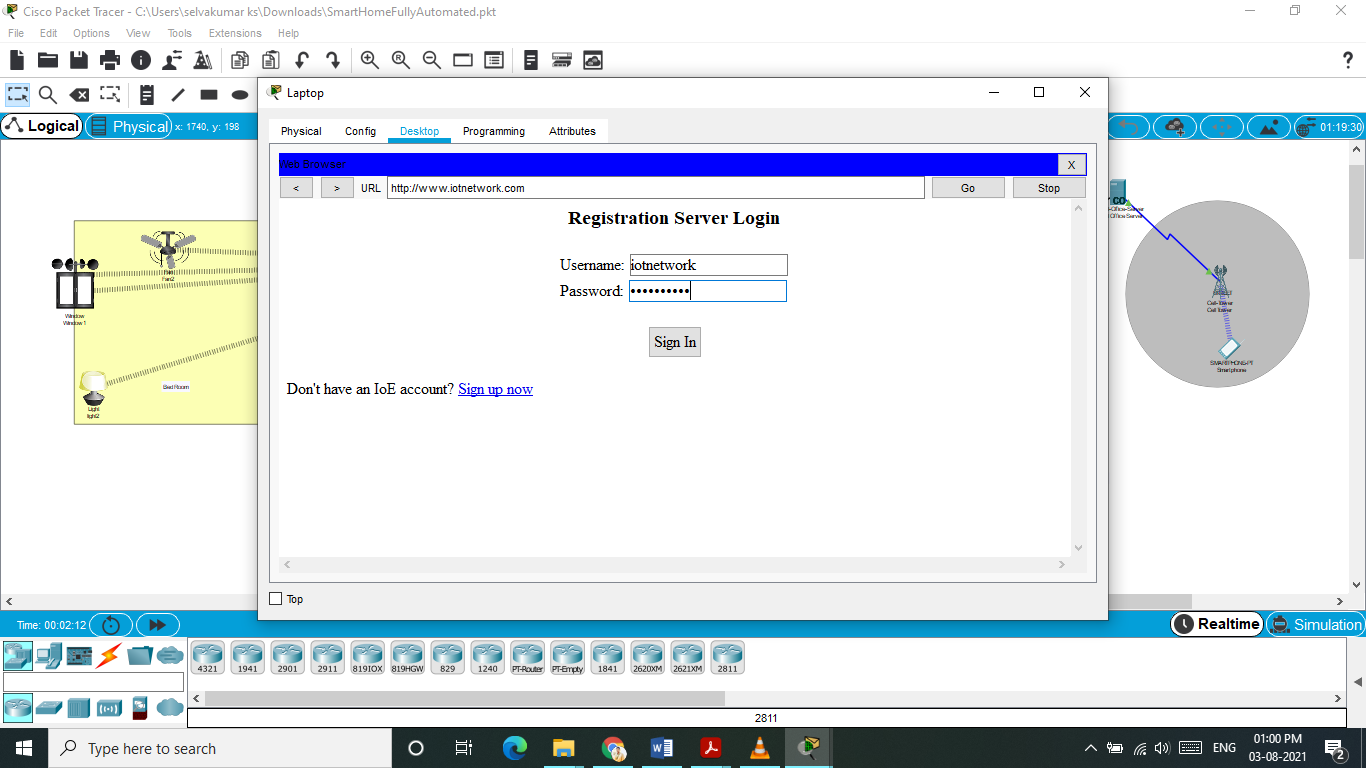 Cisco Packet Tracer - C:\Users\selvakumar ks\Downloads\SmartHomeFullyAutomated.pkt
File Edit Options View Tools Extensions Help
Laptop
Logical Physical x: 1740, y: 198
01:19:30
Physical Config Desktop Programming Attributes
Web Browser X
< > URL http://www.iotnetwork.com Go Stop
Registration Server Login
Username: iotnetwork
Password: ••••••••••
Sign In
Don't have an IoE account? Sign up now
Top
Fan
Fan2
Window
Window 1
Light
light2
Bed Room
-Office-Server
Office Server
Cell-Tower
Cell Tower
SMARTPHONE-PT
Smartphone
Time: 00:02:12
Realtime Simulation
4321 1941 2901 2911 819IOX 819HGW 829 1240 PT-Router PT-Empty 1841 2620XM 2621XM 2811
2811
Type here to search
ENG
01:00 PM
03-08-2021
2